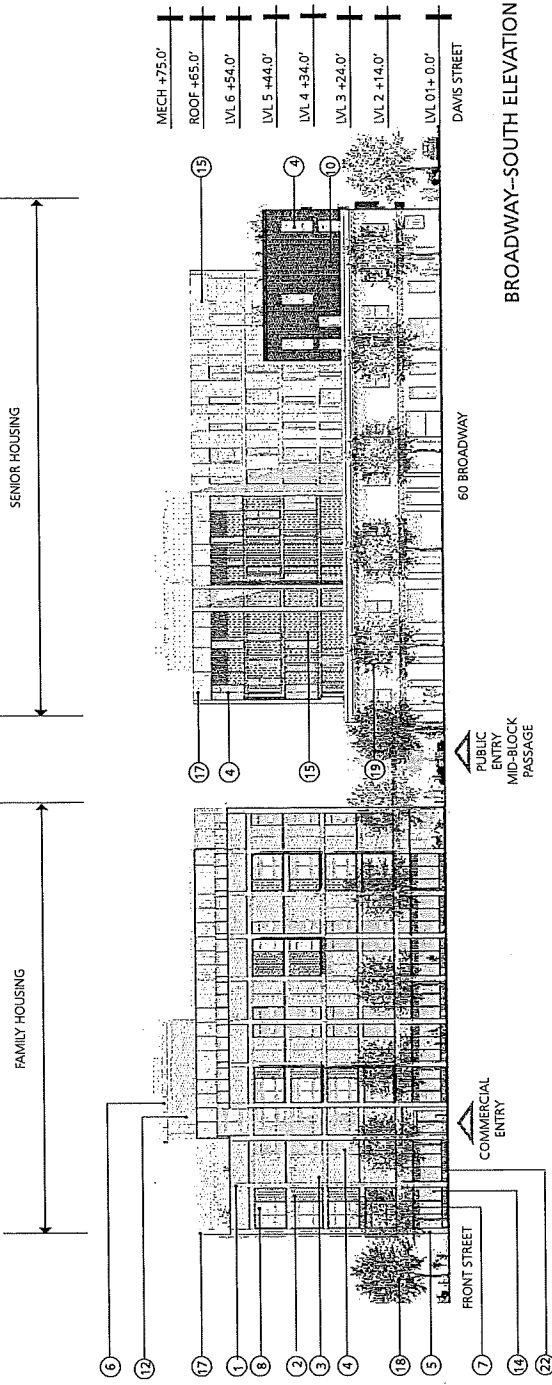 FAMILY HOUSING
SENIOR HOUSING
6
12
17
1
8
2
3
4
18
5
7
14
22
17
4
15
19
15
4
10
MECH +75.0'
ROOF +65.0'
LVL 6 +54.0'
LVL 5 +44.0'
LVL 4 +34.0'
LVL 3 +24.0'
LVL 2 +14.0'
LVL 01+ 0.0'
FRONT STREET
COMMERCIAL
ENTRY
PUBLIC
ENTRY
MID-BLOCK
PASSAGE
60 BROADWAY
DAVIS STREET
BROADWAY--SOUTH ELEVATION